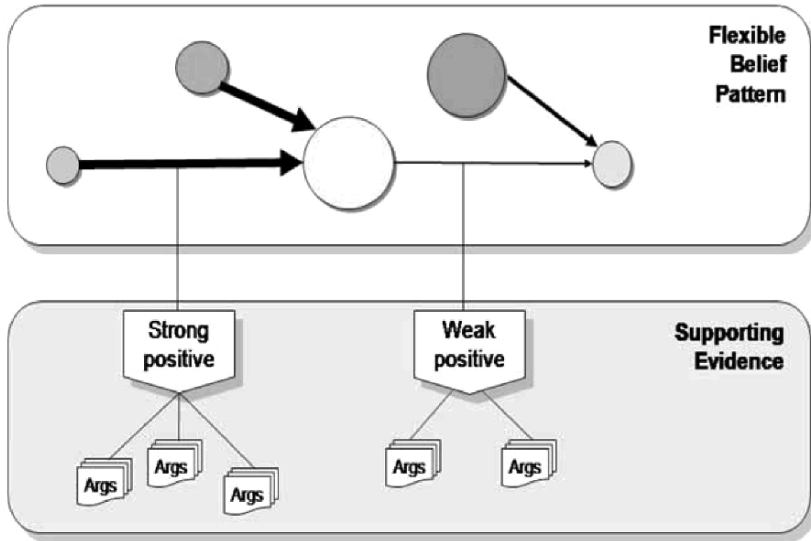 Flexible
Belief
Pattern
Strong
positive
Weak
positive
Supporting
Evidence
Args
Args
Args
Args
Args